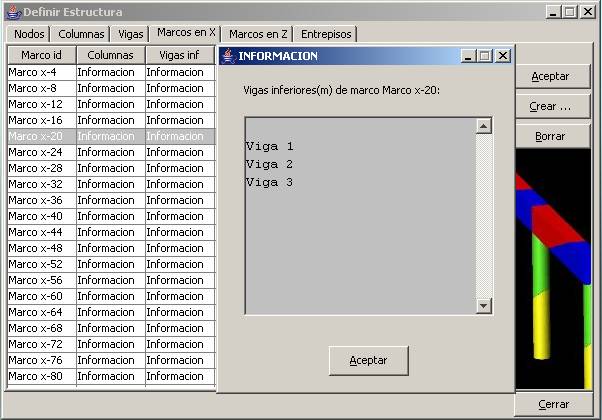 Definir Estructura
Nodos Columnas Vigas Marcos en X Marcos en Z Entrepisos
Marco id Columnas Vigas inf
Marco x-4 Informacion Informacion
Marco x-8 Informacion Informacion
Marco x-12 Informacion Informacion
Marco x-16 Informacion Informacion
Marco x-20 Informacion Informacion
Marco x-24 Informacion Informacion
Marco x-28 Informacion Informacion
Marco x-32 Informacion Informacion
Marco x-36 Informacion Informacion
Marco x-40 Informacion Informacion
Marco x-44 Informacion Informacion
Marco x-48 Informacion Informacion
Marco x-52 Informacion Informacion
Marco x-56 Informacion Informacion
Marco x-60 Informacion Informacion
Marco x-64 Informacion Informacion
Marco x-68 Informacion Informacion
Marco x-72 Informacion Informacion
Marco x-76 Informacion Informacion
Marco x-80 Informacion Informacion
INFORMACION
Vigas inferiores(m) de marco Marco x-20:
Viga 1
Viga 2
Viga 3
Aceptar
Aceptar
Crear ...
Borrar
Cerrar